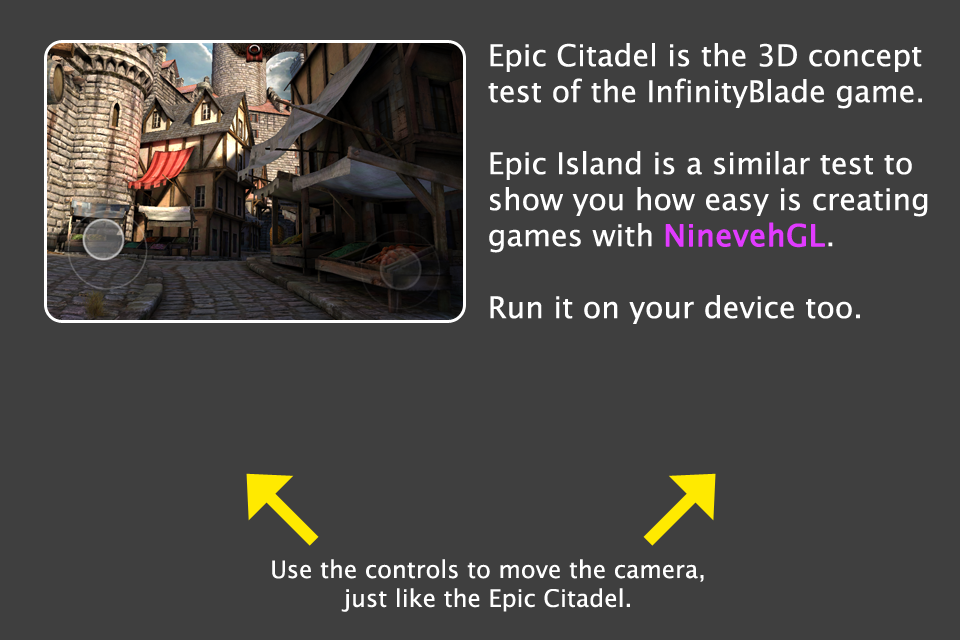 Epic Citadel is the 3D concept
test of the InfinityBlade game.
Epic Island is a similar test to
show you how easy is creating
games with NinevehGL.
Run it on your device too.
Use the controls to move the camera,
just like the Epic Citadel.